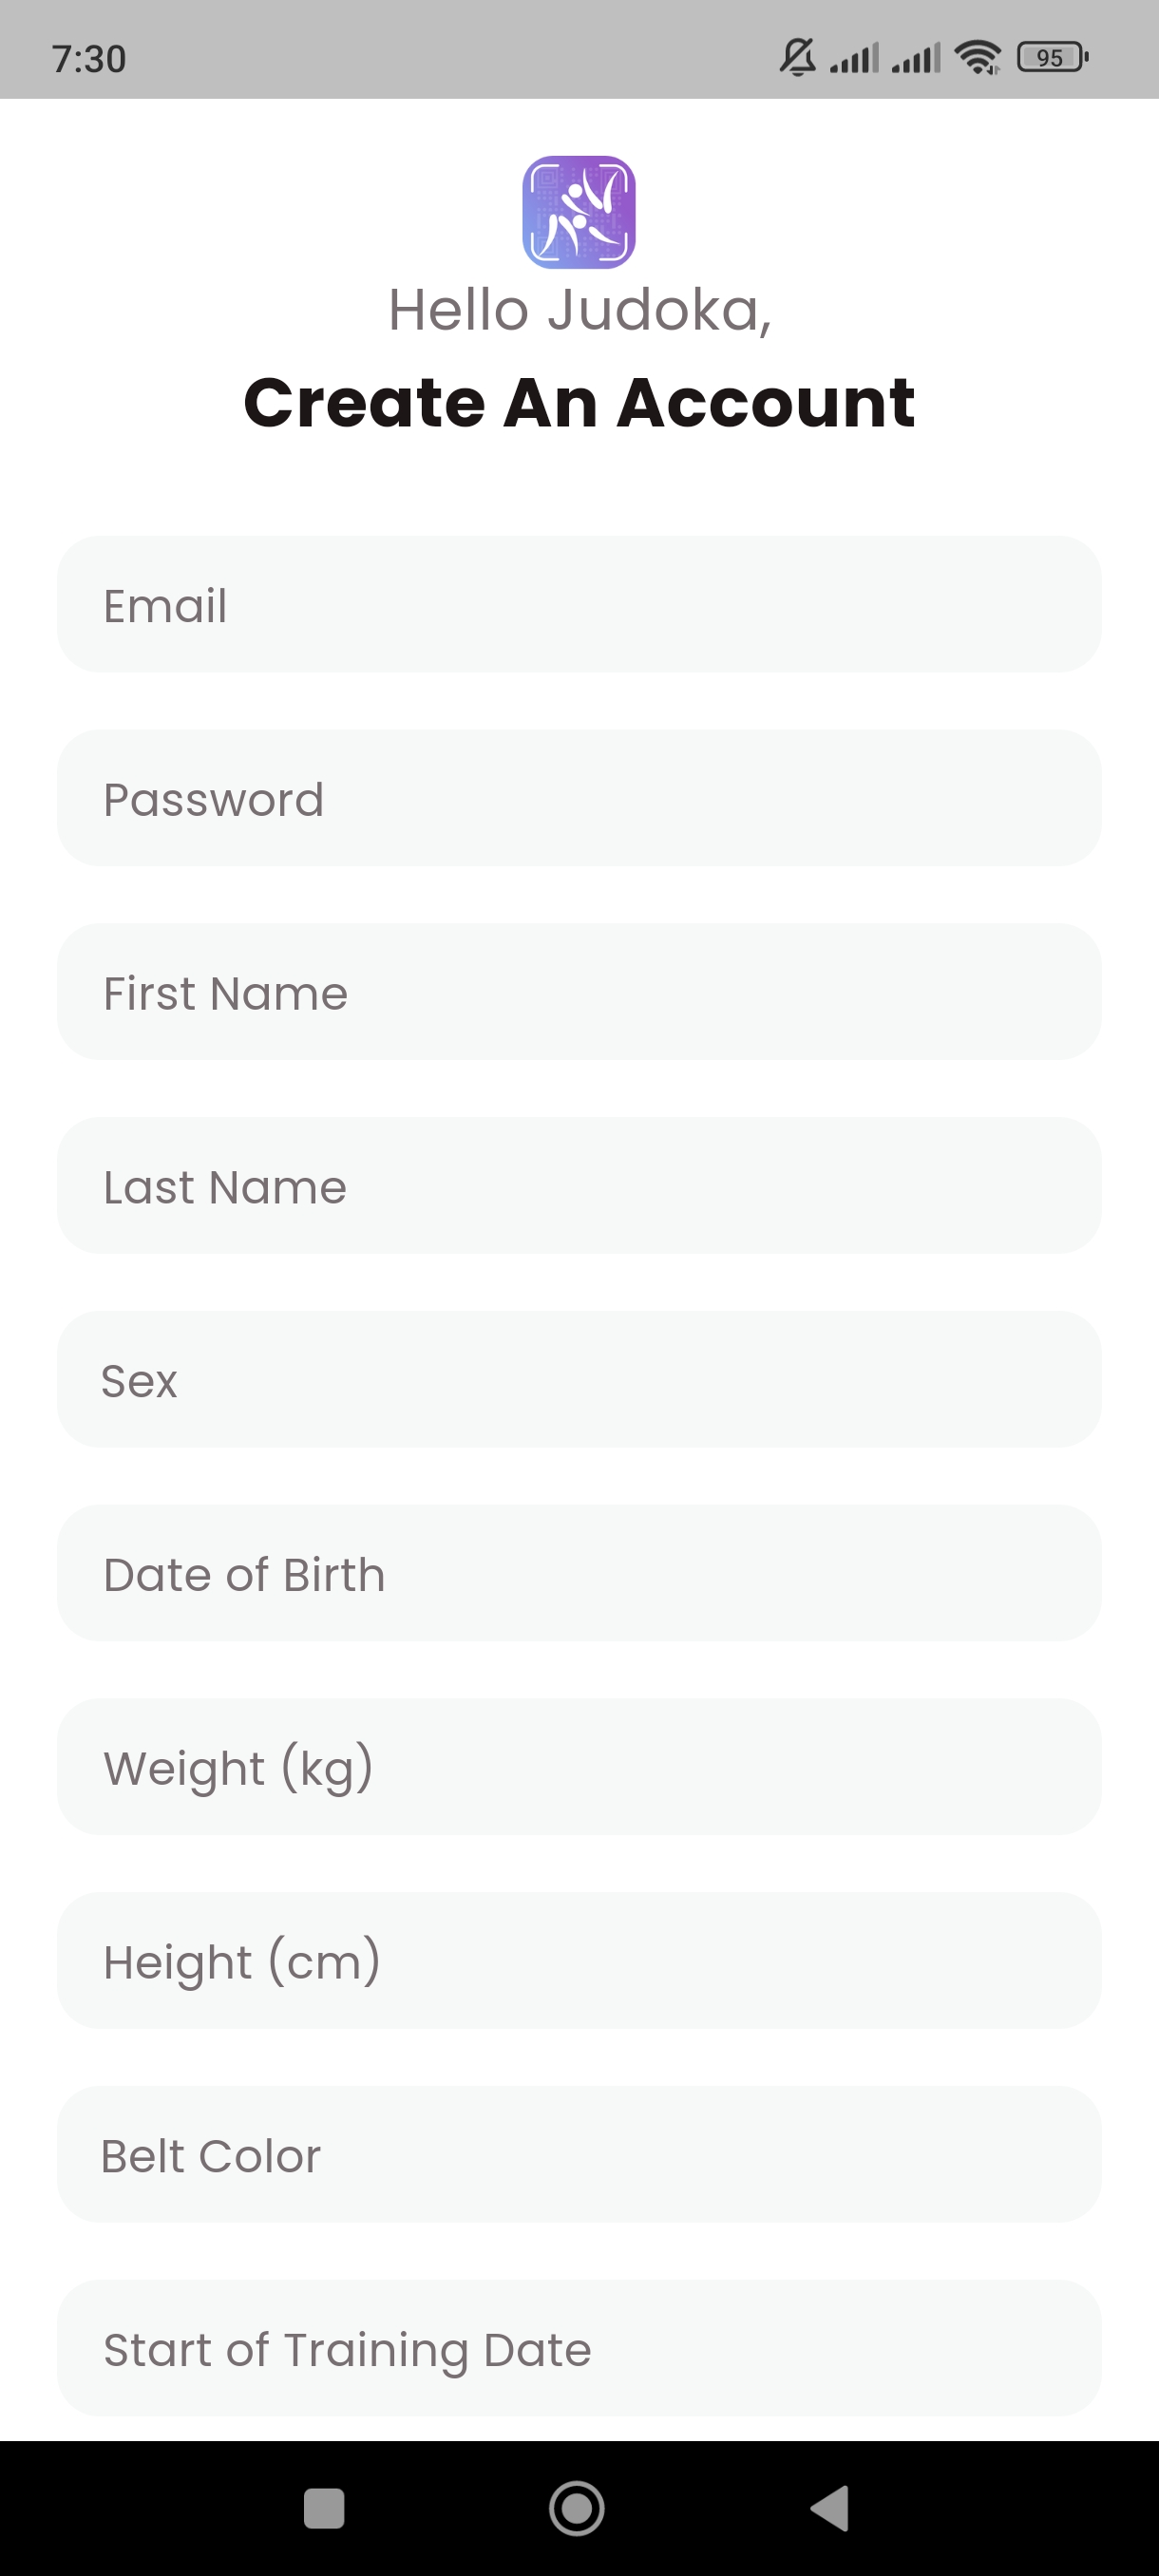 7:30
95
Hello Judoka,
Create An Account
Email
Password
First Name
Last Name
Sex
Date of Birth
Weight (kg)
Height (cm)
Belt Color
Start of Training Date